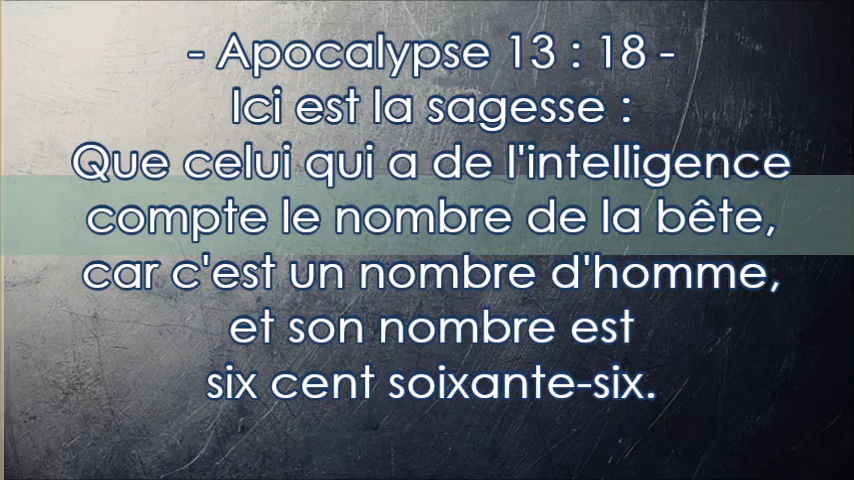 - Apocalypse 13 : 18 -
Ici est la sagesse :
Que celui qui a de l'intelligence
compte le nombre de la bête,
car c'est un nombre d'homme,
et son nombre est
six cent soixante-six.